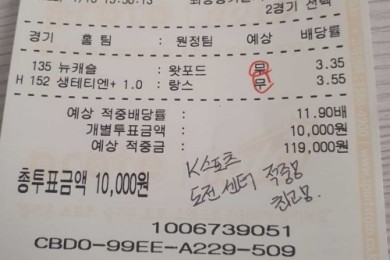 2경기 선택
경기 홈 팀 : 원정팀 예상 배당률
135 뉴캐슬 : 왓포드 무 3.35
H 152 생테티엔+ 1.0 : 랑스 무 3.55
예상 적중배당률 : 11.90배
개별투표금액 : 10,000원
예상 적중금 : 119,000원
K스포츠
도전 센터 적중
총투표금액 10,000원
1006739051
CBD0-99EE-A229-509